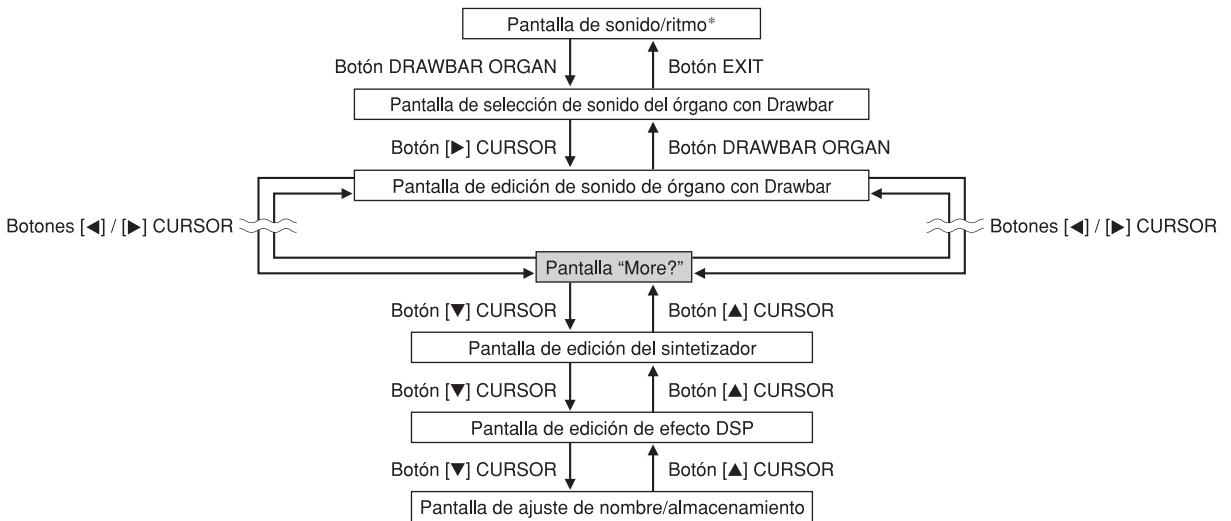 Pantalla de sonido/ritmo*
Botón DRAWBAR ORGAN
Botón EXIT
Pantalla de selección de sonido del órgano con Drawbar
Botón [▶] CURSOR
Botón DRAWBAR ORGAN
Pantalla de edición de sonido de órgano con Drawbar
Botones [◀] / [▶] CURSOR
Botones [◀] / [▶] CURSOR
Pantalla “More?”
Botón [▼] CURSOR
Botón [▲] CURSOR
Pantalla de edición del sintetizador
Botón [▼] CURSOR
Botón [▲] CURSOR
Pantalla de edición de efecto DSP
Botón [▼] CURSOR
Botón [▲] CURSOR
Pantalla de ajuste de nombre/almacenamiento